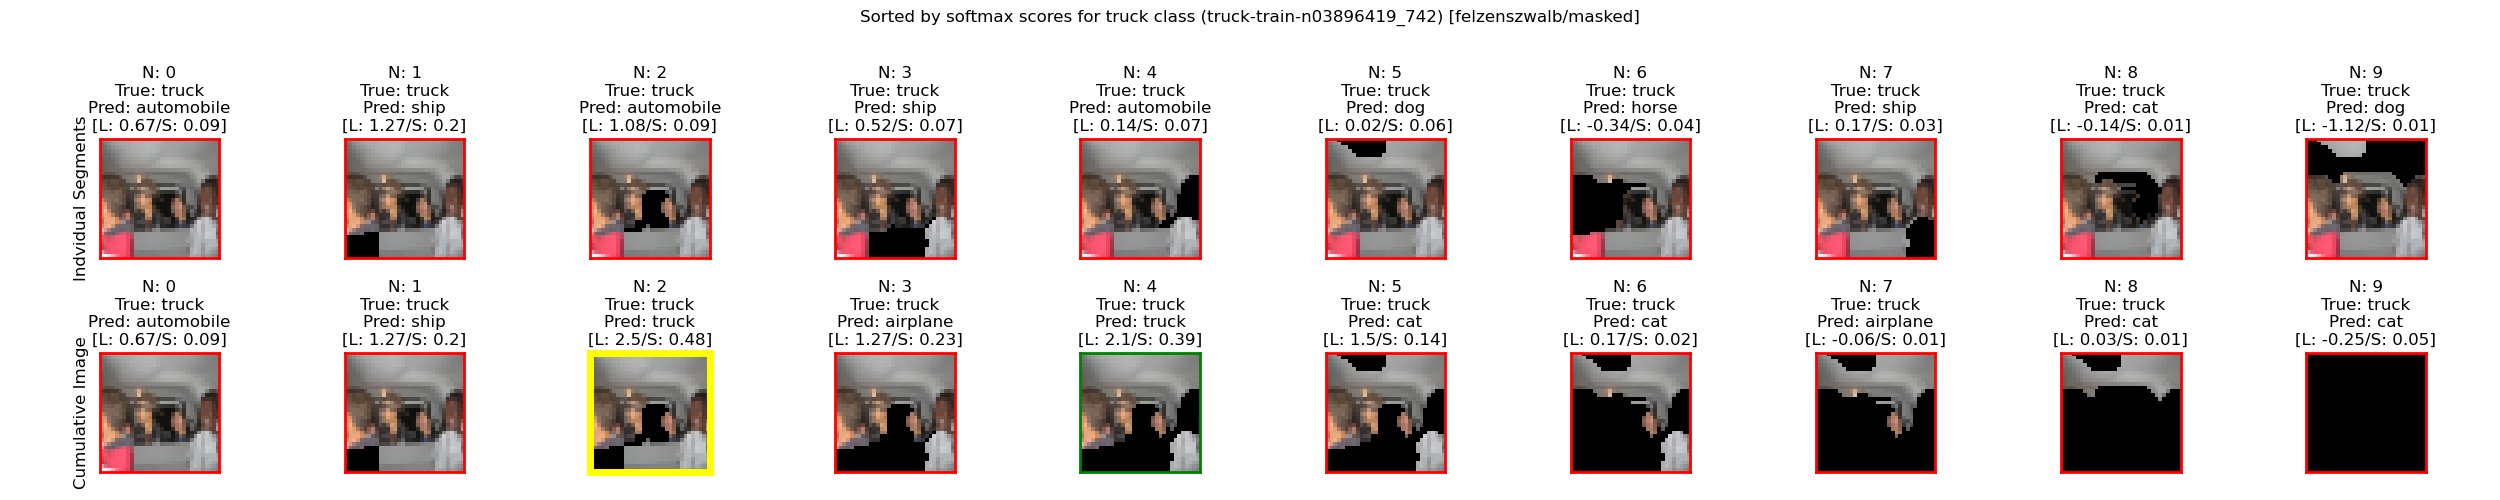 Sorted by softmax scores for truck class (truck-train-n03896419_742) [felzenszwalb/masked]
Indvidual Segments
N: 0
True: truck
Pred: automobile
[L: 0.67/S: 0.09]
N: 1
True: truck
Pred: ship
[L: 1.27/S: 0.2]
N: 2
True: truck
Pred: automobile
[L: 1.08/S: 0.09]
N: 3
True: truck
Pred: ship
[L: 0.52/S: 0.07]
N: 4
True: truck
Pred: automobile
[L: 0.14/S: 0.07]
N: 5
True: truck
Pred: dog
[L: 0.02/S: 0.06]
N: 6
True: truck
Pred: horse
[L: -0.34/S: 0.04]
N: 7
True: truck
Pred: ship
[L: 0.17/S: 0.03]
N: 8
True: truck
Pred: cat
[L: -0.14/S: 0.01]
N: 9
True: truck
Pred: dog
[L: -1.12/S: 0.01]
Cumulative Image
N: 0
True: truck
Pred: automobile
[L: 0.67/S: 0.09]
N: 1
True: truck
Pred: ship
[L: 1.27/S: 0.2]
N: 2
True: truck
Pred: truck
[L: 2.5/S: 0.48]
N: 3
True: truck
Pred: airplane
[L: 1.27/S: 0.23]
N: 4
True: truck
Pred: truck
[L: 2.1/S: 0.39]
N: 5
True: truck
Pred: cat
[L: 1.5/S: 0.14]
N: 6
True: truck
Pred: cat
[L: 0.17/S: 0.02]
N: 7
True: truck
Pred: airplane
[L: -0.06/S: 0.01]
N: 8
True: truck
Pred: cat
[L: 0.03/S: 0.01]
N: 9
True: truck
Pred: cat
[L: -0.25/S: 0.05]